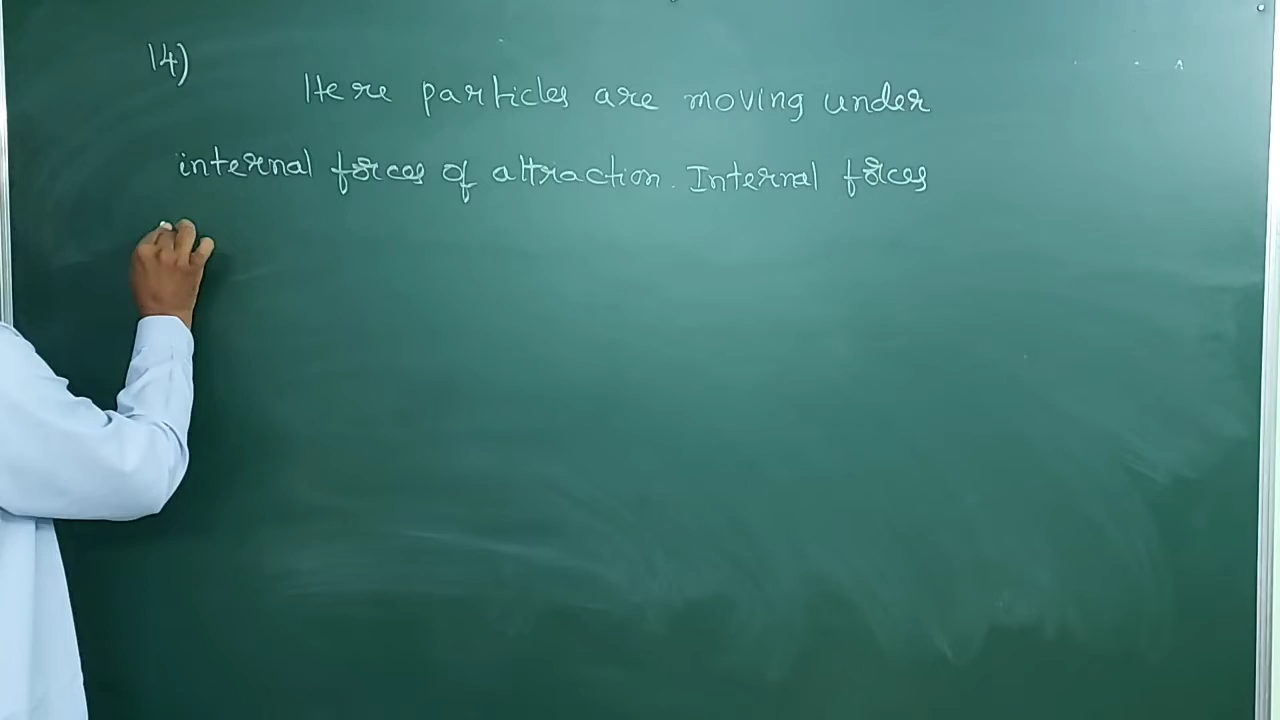 14)
Here particles are moving under
internal forces of attraction. Internal forces